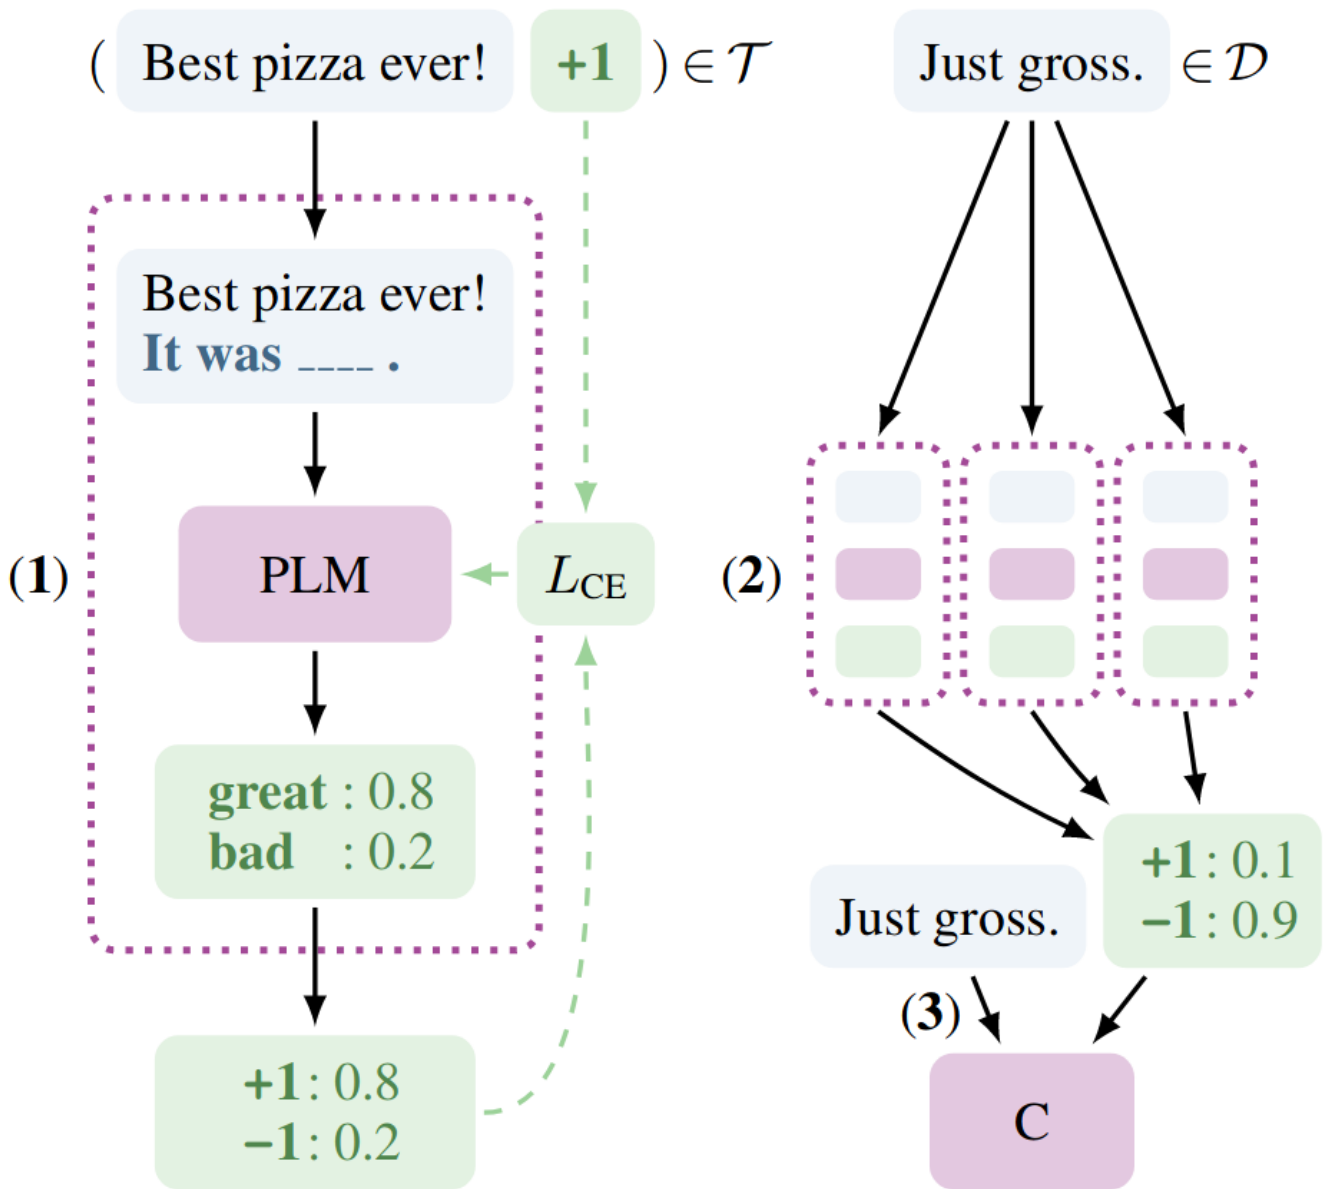 ( Best pizza ever! +1 ) ∈ 𝒯
Best pizza ever!
It was ____ .
(1)
PLM
L_CE
great : 0.8
bad : 0.2
+1 : 0.8
−1 : 0.2
Just gross. ∈ 𝒟
(2)
+1 : 0.1
−1 : 0.9
Just gross.
(3)
C